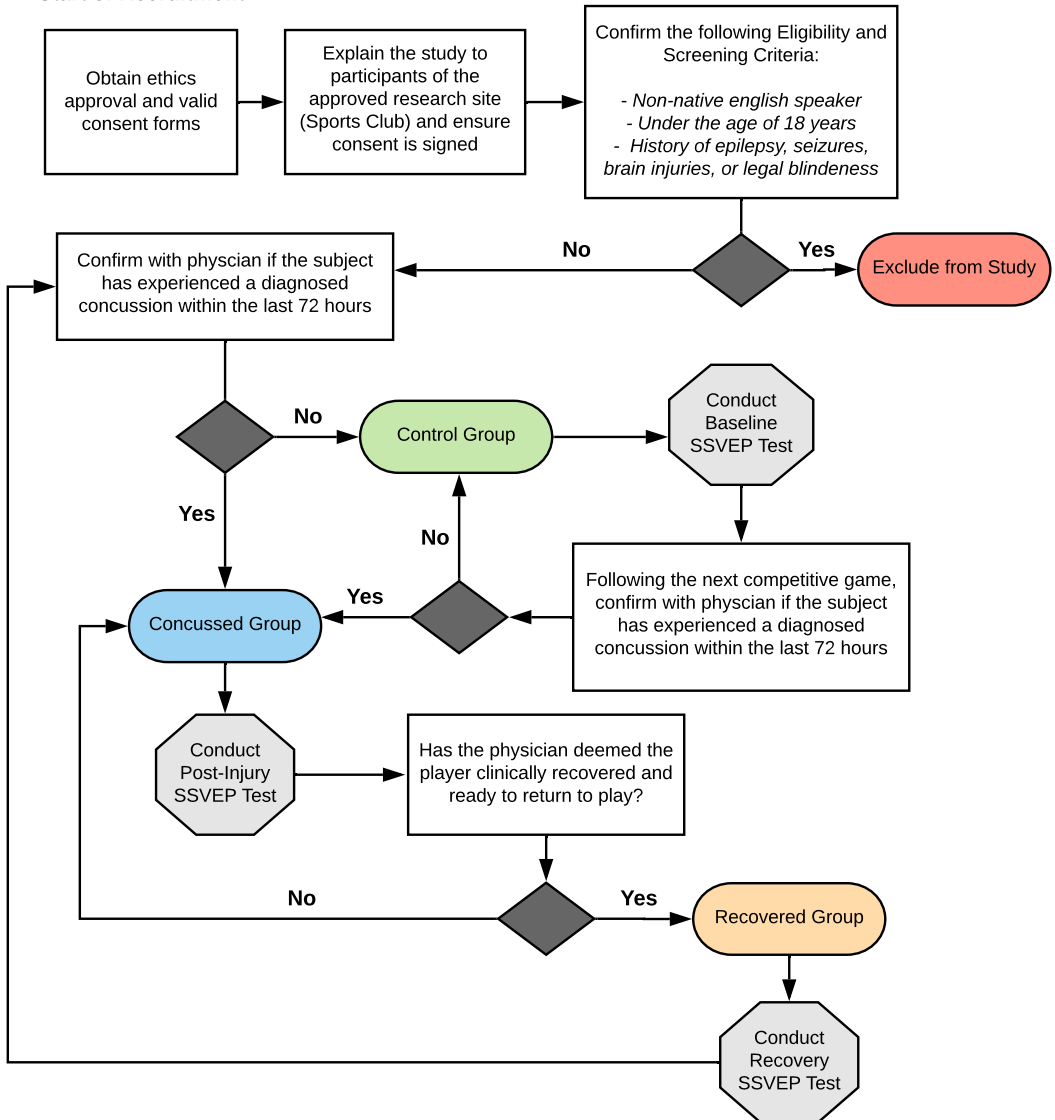 Obtain ethics
approval and valid
consent forms
Explain the study to
participants of the
approved research site
(Sports Club) and ensure
consent is signed
Confirm the following Eligibility and
Screening Criteria:
- Non-native english speaker
- Under the age of 18 years
- History of epilepsy, seizures,
brain injuries, or legal blindeness
No
Yes
Exclude from Study
Confirm with physcian if the subject
has experienced a diagnosed
concussion within the last 72 hours
No
Control Group
Conduct
Baseline
SSVEP Test
Yes
No
Following the next competitive game,
confirm with physcian if the subject
has experienced a diagnosed
concussion within the last 72 hours
Yes
Concussed Group
Conduct
Post-Injury
SSVEP Test
Has the physician deemed the
player clinically recovered and
ready to return to play?
No
Yes
Recovered Group
Conduct
Recovery
SSVEP Test